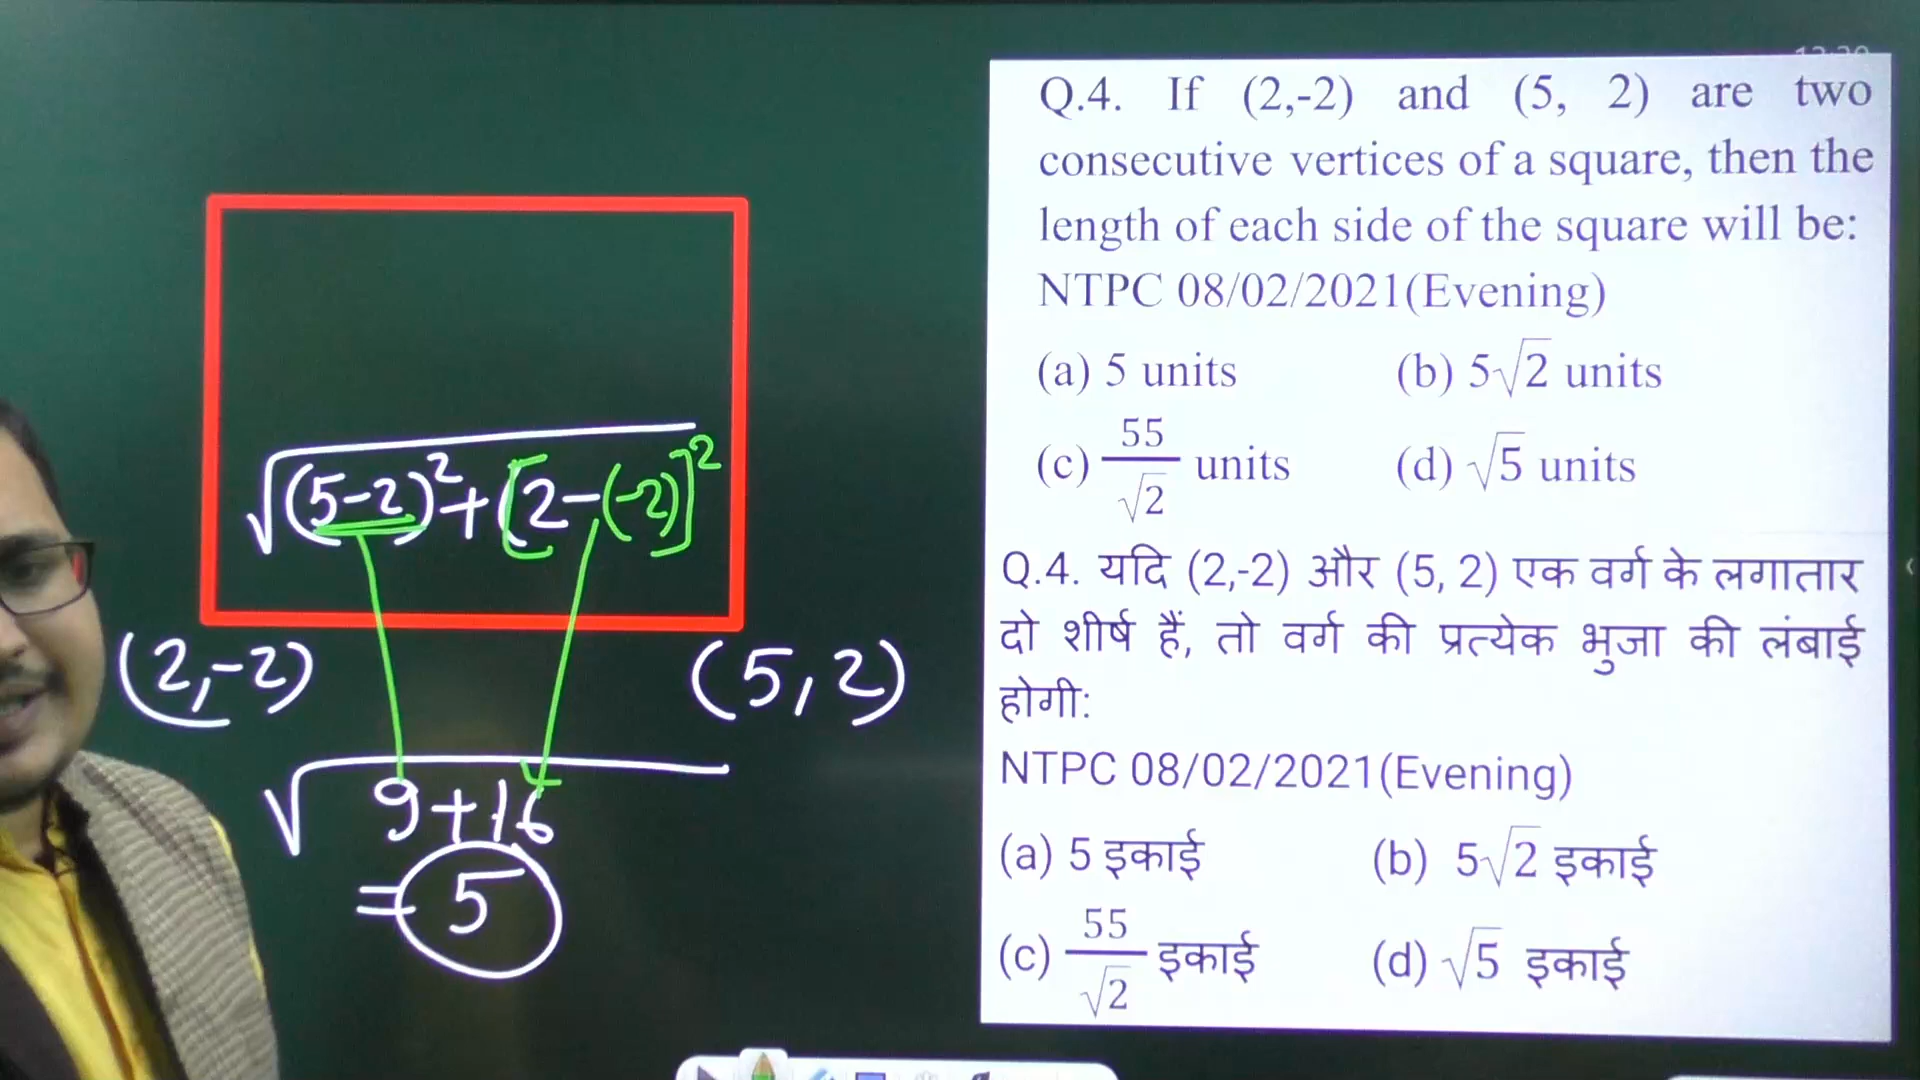 Q.4. If (2,-2) and (5, 2) are two
consecutive vertices of a square, then the
length of each side of the square will be:
NTPC 08/02/2021(Evening)
(a) 5 units (b) 5√2 units
(c) 55/√2 units (d) √5 units
Q.4. यदि (2,-2) और (5, 2) एक वर्ग के लगातार
दो शीर्ष हैं, तो वर्ग की प्रत्येक भुजा की लंबाई
होगी:
NTPC 08/02/2021(Evening)
(a) 5 इकाई (b) 5√2 इकाई
(c) 55/√2 इकाई (d) √5 इकाई
√(5-2)²+[2-(-2)]²
(2,-2) (5,2)
√9+16
=5